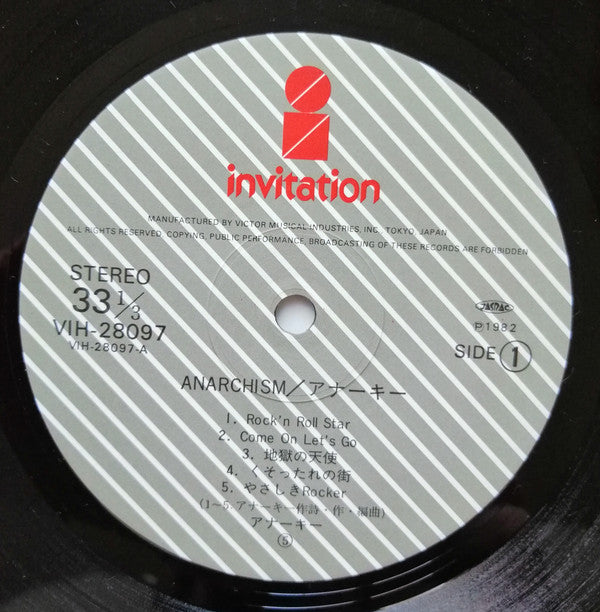 invitation
MANUFACTURED BY VICTOR MUSICAL INDUSTRIES, INC., TOKYO, JAPAN
ALL RIGHTS RESERVED, COPYING, PUBLIC PERFORMANCE, BROADCASTING OF THESE RECORDS ARE FORBIDDEN
STEREO
33 1/3
VIH-28097
VIH-28097-A
JASRAC
Ⓟ1982
SIDE 1
ANARCHISM/アナーキー
1. Rock'n Roll Star
2. Come On Let's Go
3. 地獄の天使
4. くそったれの街
5. やさしきRocker
(1~5. アナーキー作詩・作・編曲)
アナーキー
⑤